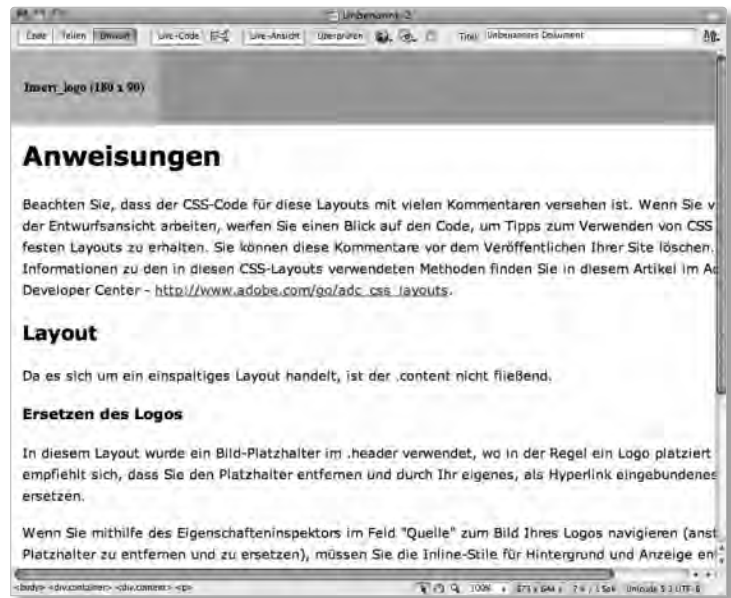 Unbenannt-2
Code Teilen Entwurf Live-Code Live-Ansicht Überprüfen Titel: Unbenanntes Dokument
Insert_logo (180 x 90)
Anweisungen
Beachten Sie, dass der CSS-Code für diese Layouts mit vielen Kommentaren versehen ist. Wenn Sie v
der Entwurfsansicht arbeiten, werfen Sie einen Blick auf den Code, um Tipps zum Verwenden von CSS
festen Layouts zu erhalten. Sie können diese Kommentare vor dem Veröffentlichen Ihrer Site löschen.
Informationen zu den in diesen CSS-Layouts verwendeten Methoden finden Sie in diesem Artikel im Ad
Developer Center - http://www.adobe.com/go/adc_css_layouts.
Layout
Da es sich um ein einspaltiges Layout handelt, ist der .content nicht fließend.
Ersetzen des Logos
In diesem Layout wurde ein Bild-Platzhalter im .header verwendet, wo in der Regel ein Logo platziert
empfiehlt sich, dass Sie den Platzhalter entfernen und durch Ihr eigenes, als Hyperlink eingebundenes
ersetzen.
Wenn Sie mithilfe des Eigenschafteninspektors im Feld "Quelle" zum Bild Ihres Logos navigieren (anst
Platzhalter zu entfernen und zu ersetzen), müssen Sie die Inline-Stile für Hintergrund und Anzeige en
<body> <div.container> <div.content> <p> 100%